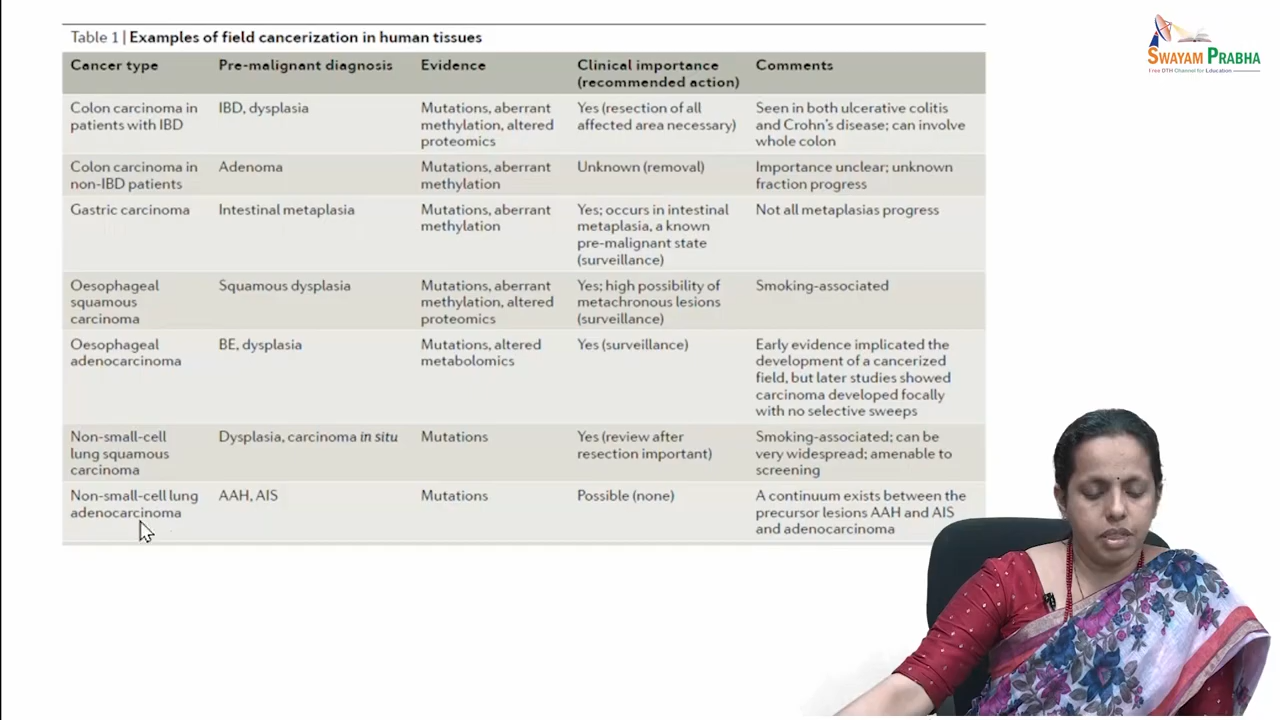 Table 1 | Examples of field cancerization in human tissues
Cancer type Pre-malignant diagnosis Evidence Clinical importance (recommended action) Comments
Colon carcinoma in patients with IBD IBD, dysplasia Mutations, aberrant methylation, altered proteomics Yes (resection of all affected area necessary) Seen in both ulcerative colitis and Crohn's disease; can involve whole colon
Colon carcinoma in non-IBD patients Adenoma Mutations, aberrant methylation Unknown (removal) Importance unclear; unknown fraction progress
Gastric carcinoma Intestinal metaplasia Mutations, aberrant methylation Yes; occurs in intestinal metaplasia, a known pre-malignant state (surveillance) Not all metaplasias progress
Oesophageal squamous carcinoma Squamous dysplasia Mutations, aberrant methylation, altered proteomics Yes; high possibility of metachronous lesions (surveillance) Smoking-associated
Oesophageal adenocarcinoma BE, dysplasia Mutations, altered metabolomics Yes (surveillance) Early evidence implicated the development of a cancerized field, but later studies showed carcinoma developed focally with no selective sweeps
Non-small-cell lung squamous carcinoma Dysplasia, carcinoma in situ Mutations Yes (review after resection important) Smoking-associated; can be very widespread; amenable to screening
Non-small-cell lung adenocarcinoma AAH, AIS Mutations Possible (none) A continuum exists between the precursor lesions AAH and AIS and adenocarcinoma
SWAYAM PRABHA
Free DTH Channel for Education